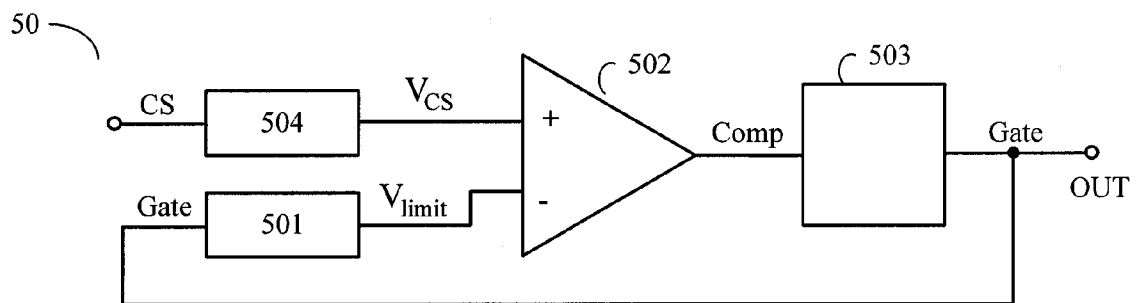 50
CS
504
V_CS
+
502
Comp
503
Gate
OUT
Gate
501
V_limit
-